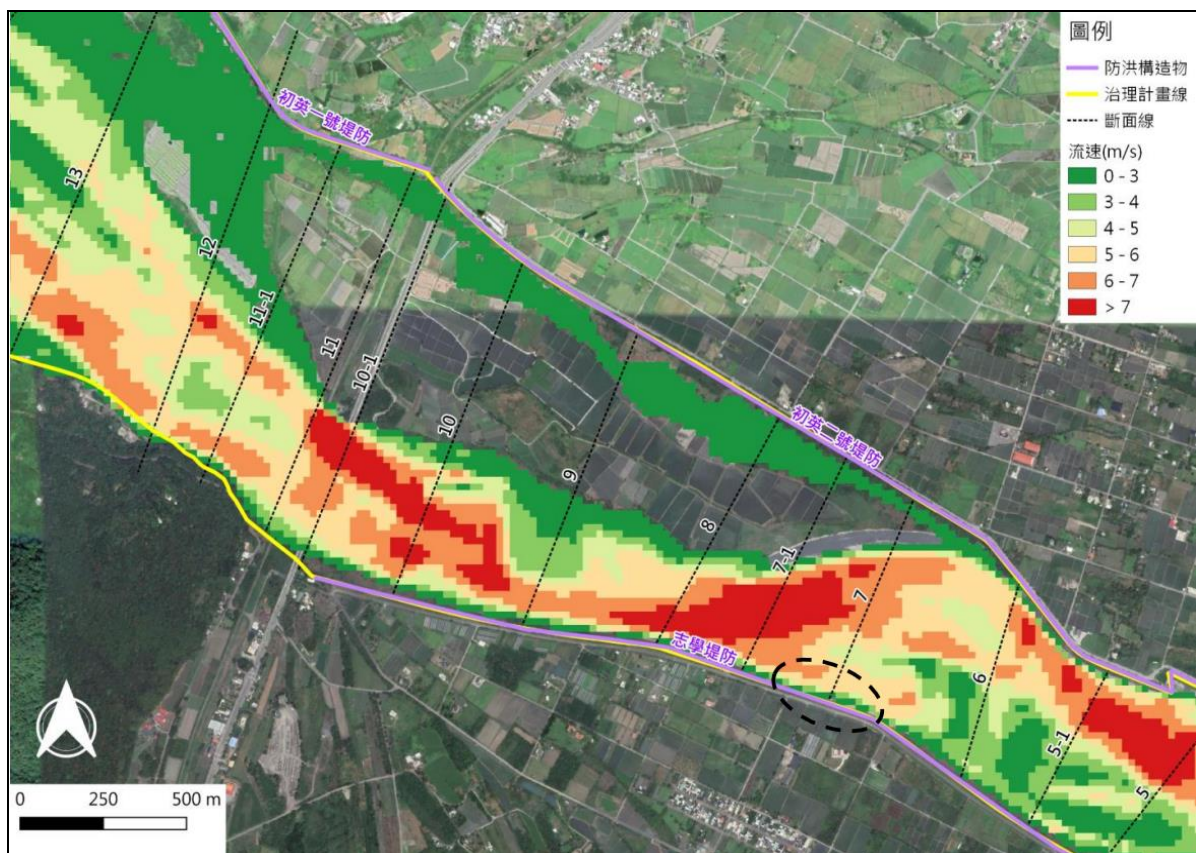 圖例
防洪構造物
治理計畫線
斷面線
流速(m/s)
0 - 3
3 - 4
4 - 5
5 - 6
6 - 7
> 7
初英一號堤防
13
12
11-1
11
10-1
10
9
初英二號堤防
8
7-1
7
志學堤防
6
5-1
5
0 250 500 m